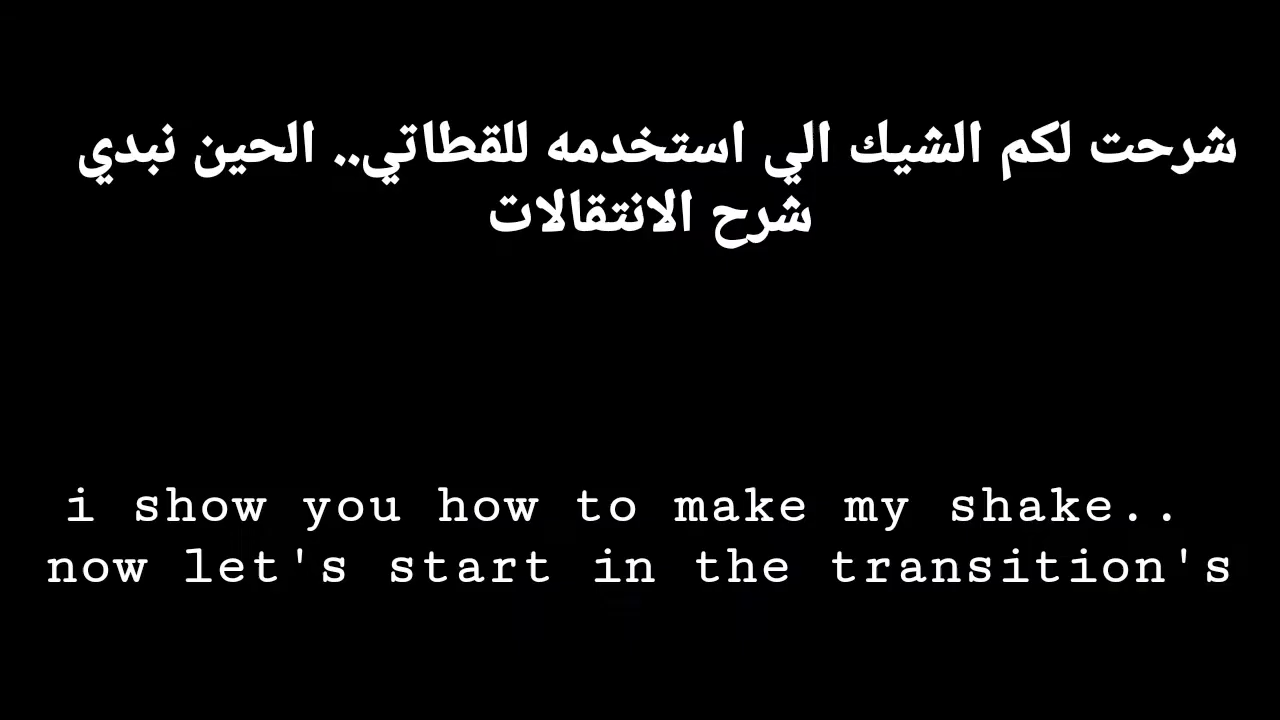 شرحت لكم الشيك الي استخدمه للقطاتي.. الحين نبدي
شرح الانتقالات
i show you how to make my shake..
now let's start in the transition's